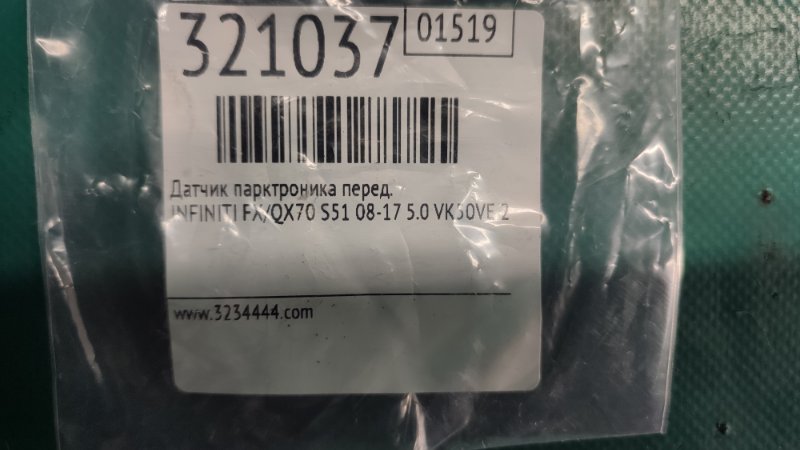 321037
01519
Датчик парктроника перед.
INFINITI FX/QX70 S51 08-17 5.0 VK50VE 2
www.3234444.com